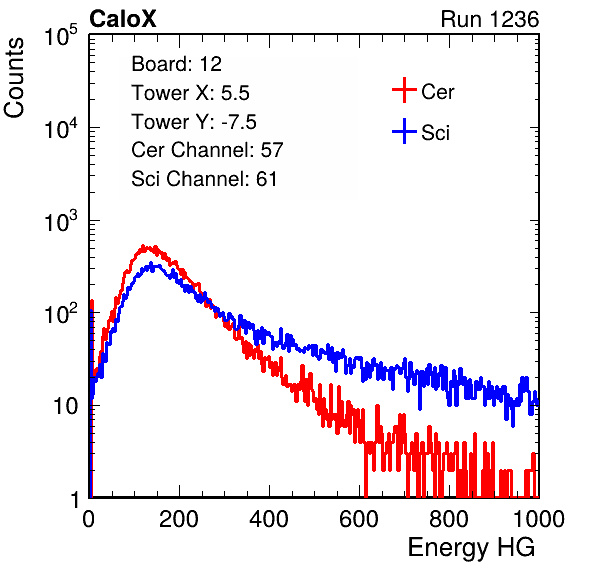 CaloX Run 1236
Counts
10^5
10^4
10^3
10^2
10
1
Board: 12
Tower X: 5.5
Tower Y: -7.5
Cer Channel: 57
Sci Channel: 61
Cer
Sci
0 200 400 600 800 1000
Energy HG